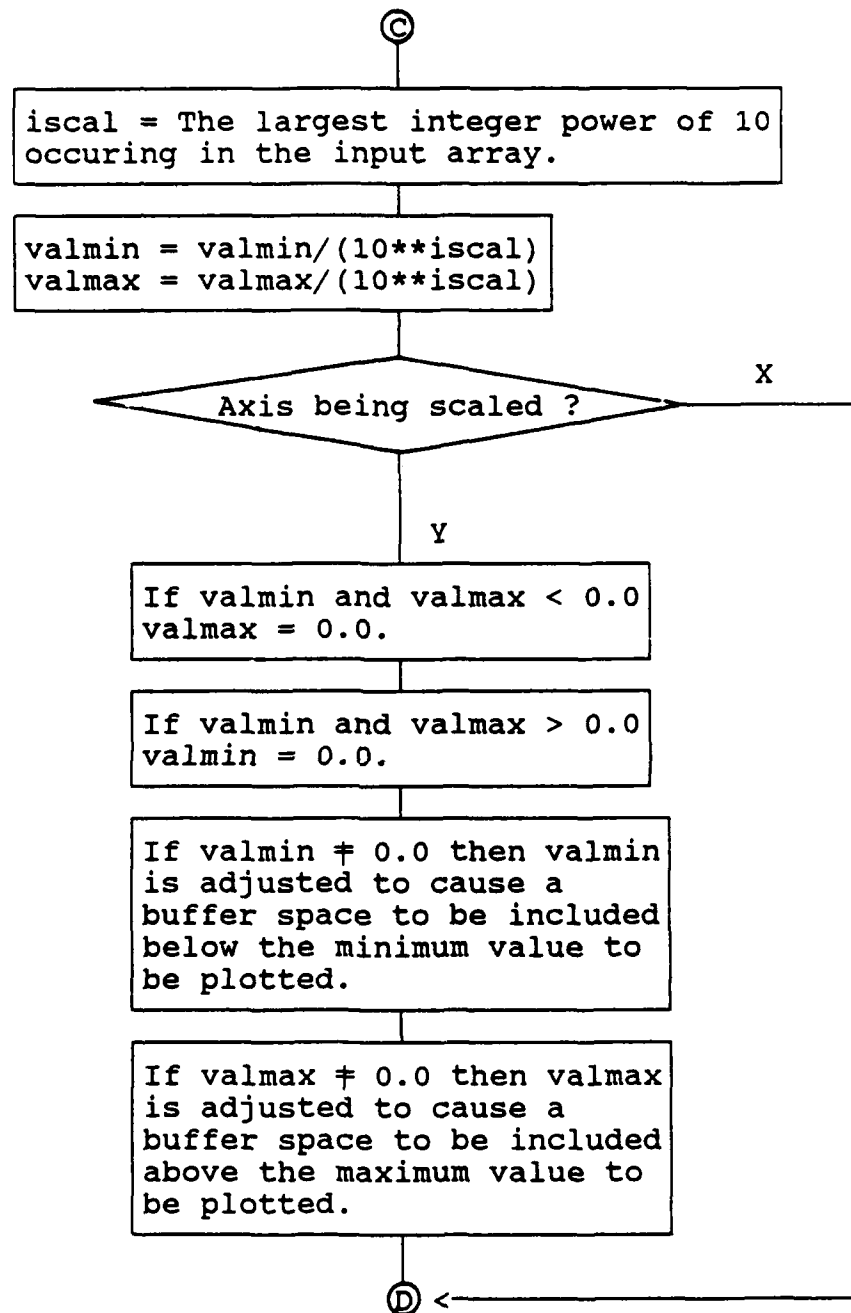 C
iscal = The largest integer power of 10
occuring in the input array.
valmin = valmin/(10**iscal)
valmax = valmax/(10**iscal)
X
Axis being scaled ?
Y
If valmin and valmax < 0.0
valmax = 0.0.
If valmin and valmax > 0.0
valmin = 0.0.
If valmin ≠ 0.0 then valmin
is adjusted to cause a
buffer space to be included
below the minimum value to
be plotted.
If valmax ≠ 0.0 then valmax
is adjusted to cause a
buffer space to be included
above the maximum value to
be plotted.
D